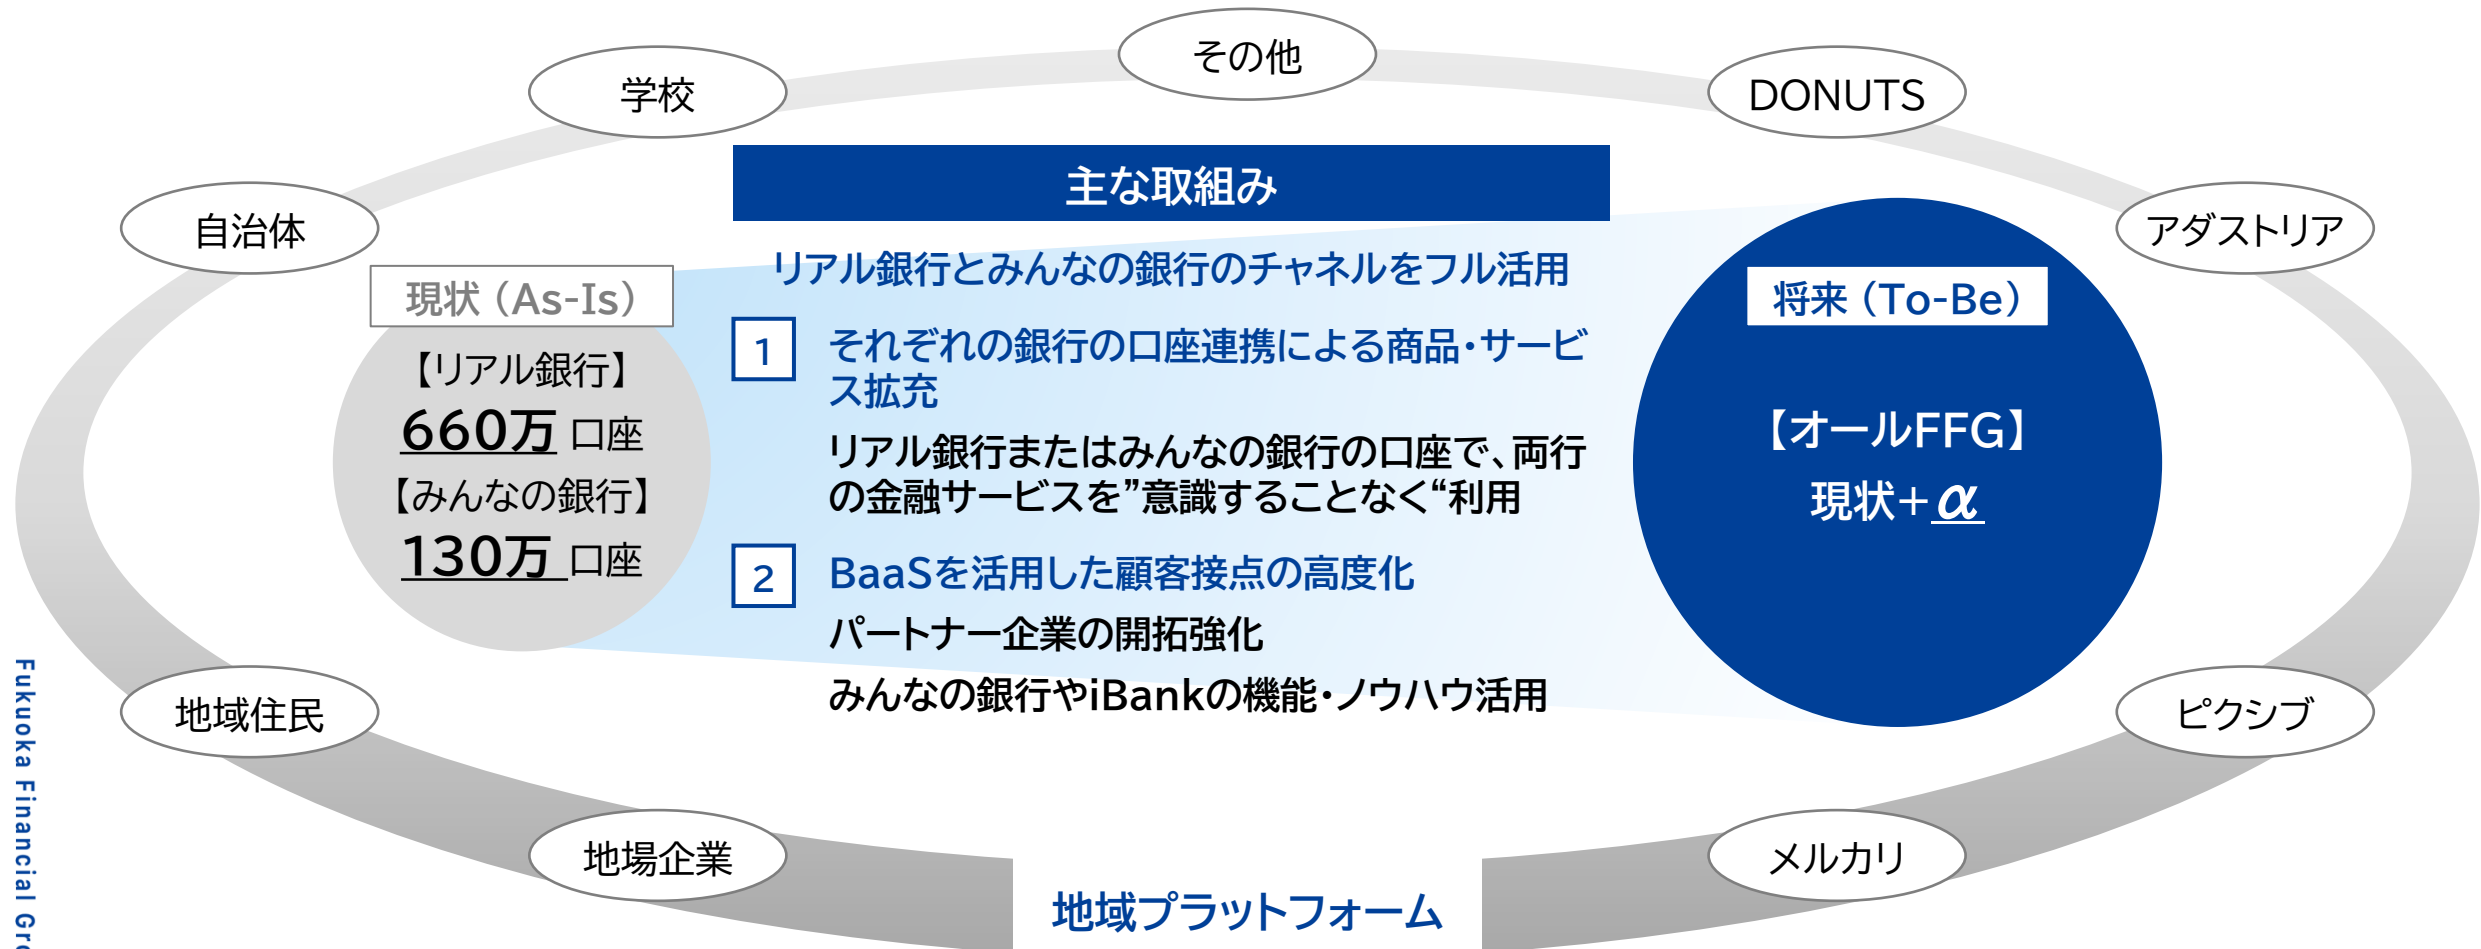 その他
学校
DONUTS
自治体
アダストリア
主な取組み
リアル銀行とみんなの銀行のチャネルをフル活用
現状（As-Is）
【リアル銀行】
660万 口座
【みんなの銀行】
130万 口座
1
それぞれの銀行の口座連携による商品・サービ
ス拡充
リアル銀行またはみんなの銀行の口座で、両行
の金融サービスを”意識することなく“利用
2
BaaSを活用した顧客接点の高度化
パートナー企業の開拓強化
みんなの銀行やiBankの機能・ノウハウ活用
将来（To-Be）
【オールFFG】
現状+α
地域住民
ピクシブ
地場企業
メルカリ
地域プラットフォーム
Fukuoka Financial